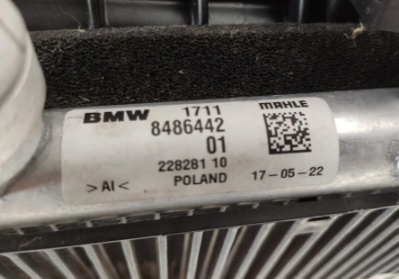 BMW 1711 MAHLE
8486442
01
228281 10
>Al< POLAND 17-05-22